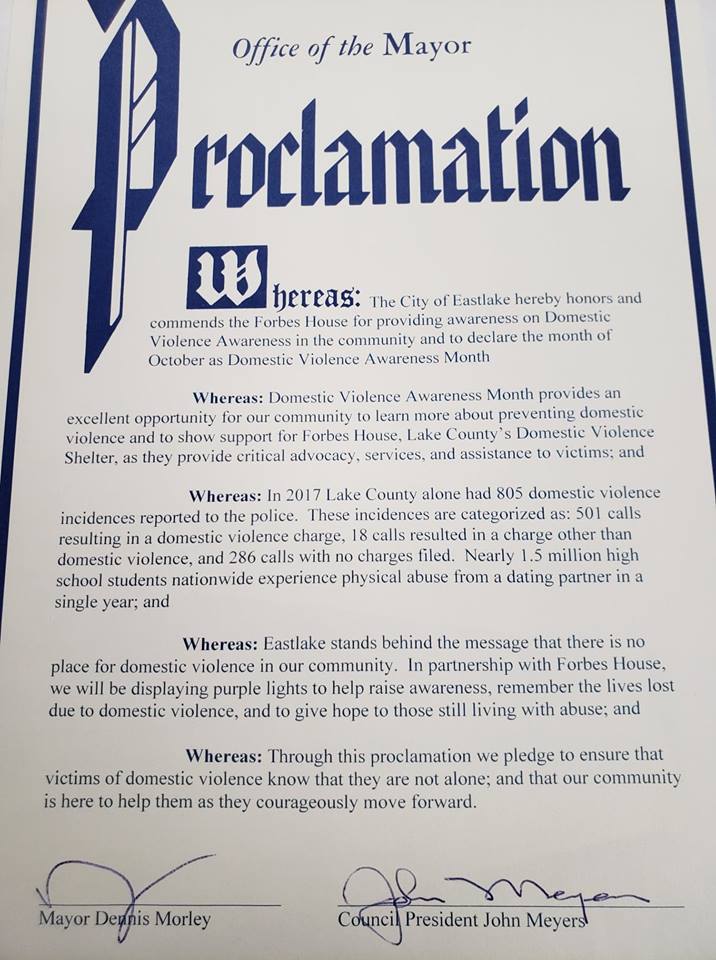 Office of the Mayor
Proclamation
Whereas: The City of Eastlake hereby honors and
commends the Forbes House for providing awareness on Domestic
Violence Awareness in the community and to declare the month of
October as Domestic Violence Awareness Month
Whereas: Domestic Violence Awareness Month provides an
excellent opportunity for our community to learn more about preventing domestic
violence and to show support for Forbes House, Lake County's Domestic Violence
Shelter, as they provide critical advocacy, services, and assistance to victims; and
Whereas: In 2017 Lake County alone had 805 domestic violence
incidences reported to the police. These incidences are categorized as: 501 calls
resulting in a domestic violence charge, 18 calls resulted in a charge other than
domestic violence, and 286 calls with no charges filed. Nearly 1.5 million high
school students nationwide experience physical abuse from a dating partner in a
single year; and
Whereas: Eastlake stands behind the message that there is no
place for domestic violence in our community. In partnership with Forbes House,
we will be displaying purple lights to help raise awareness, remember the lives lost
due to domestic violence, and to give hope to those still living with abuse; and
Whereas: Through this proclamation we pledge to ensure that
victims of domestic violence know that they are not alone; and that our community
is here to help them as they courageously move forward.
John Meyers
Mayor Dennis Morley
Council President John Meyers